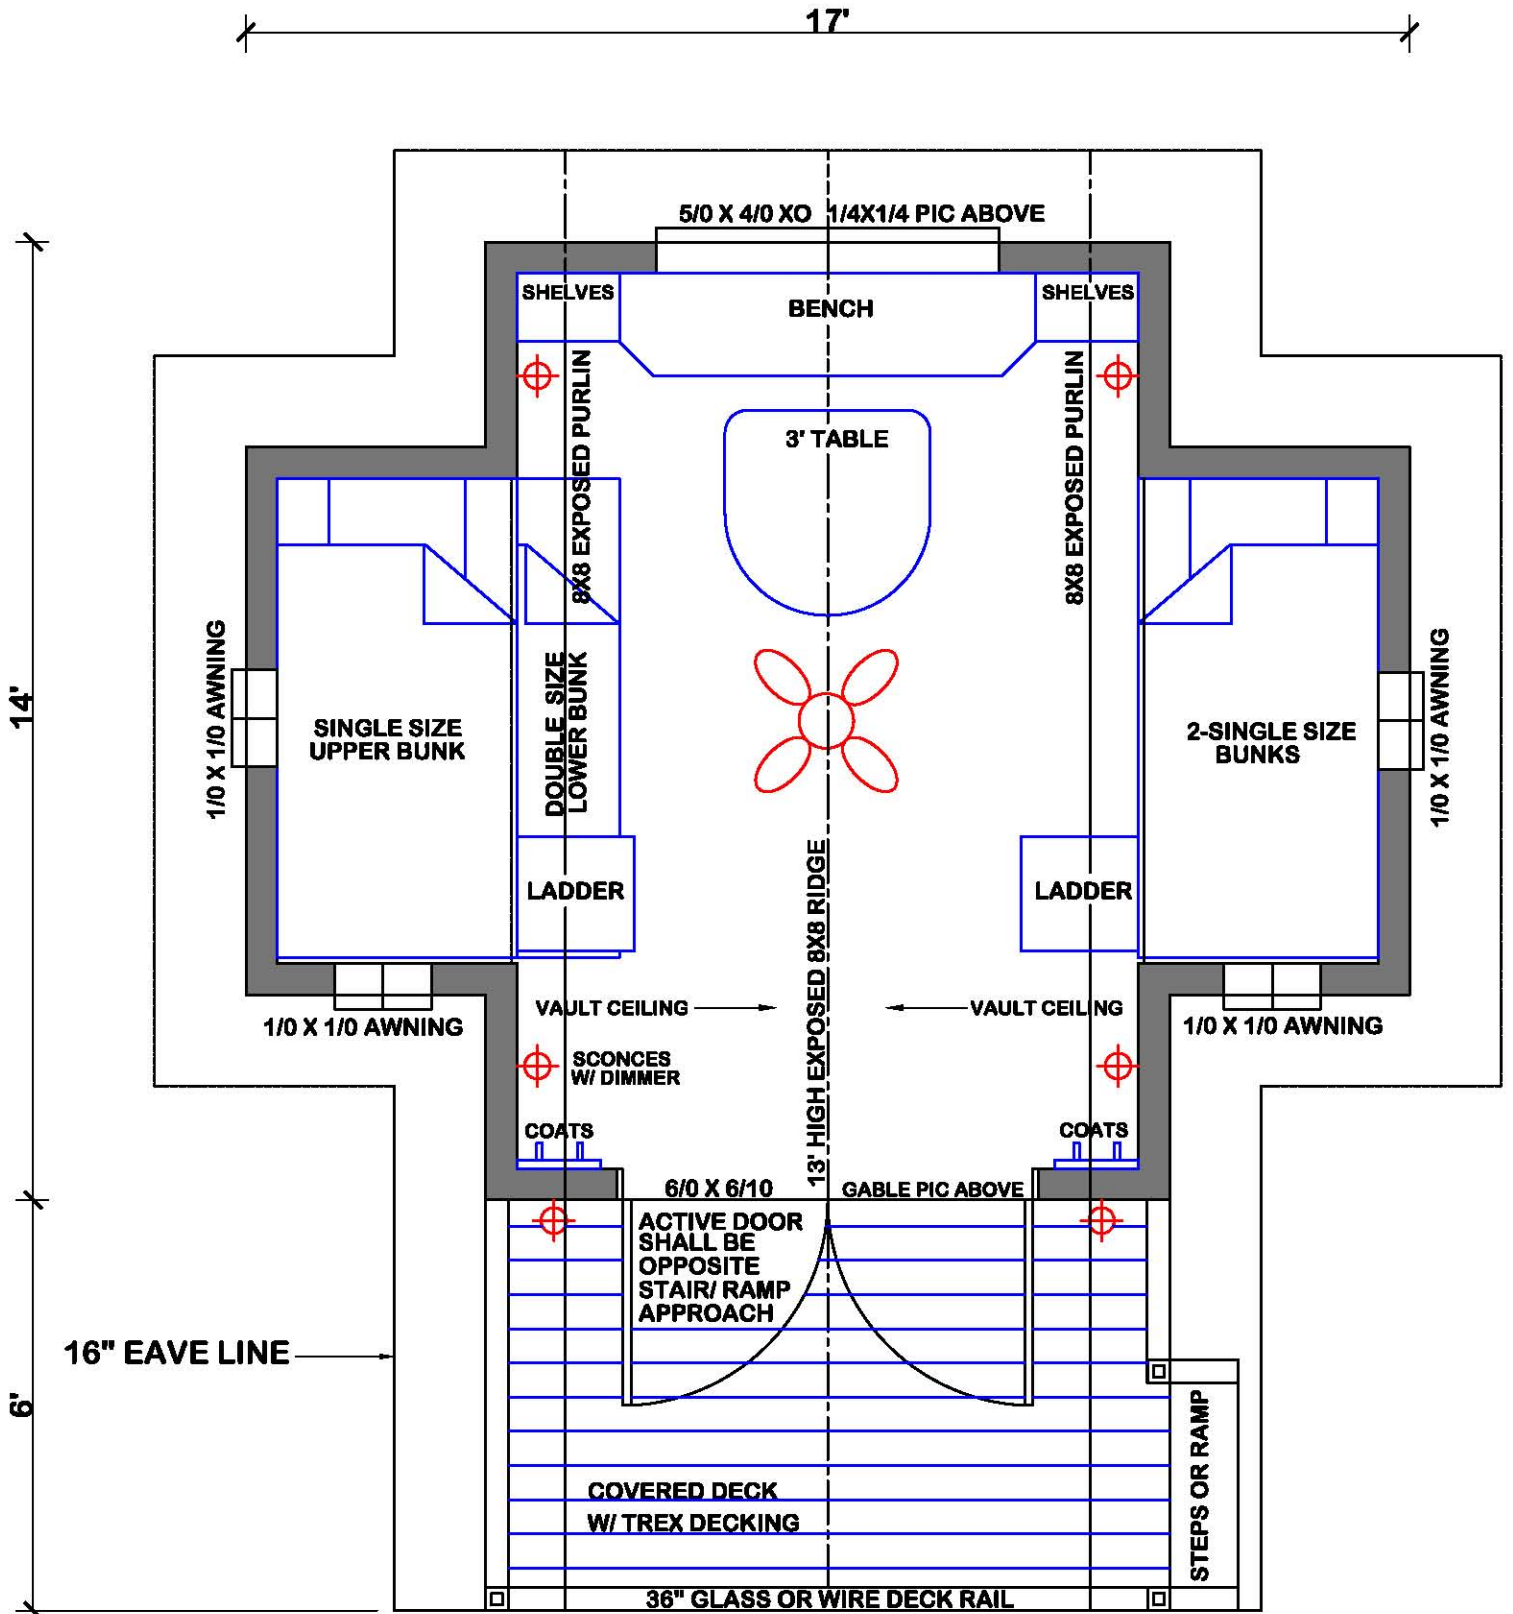 17'
5/0 X 4/0 XO 1/4X1/4 PIC ABOVE
SHELVES
BENCH
SHELVES
8X8 EXPOSED PURLIN
3' TABLE
8X8 EXPOSED PURLIN
14'
1/0 X 1/0 AWNING
SINGLE SIZE
UPPER BUNK
DOUBLE SIZE
LOWER BUNK
2-SINGLE SIZE
BUNKS
1/0 X 1/0 AWNING
LADDER
LADDER
13' HIGH EXPOSED 8X8 RIDGE
VAULT CEILING
VAULT CEILING
1/0 X 1/0 AWNING
1/0 X 1/0 AWNING
SCONCES
W/ DIMMER
COATS
COATS
6/0 X 6/10
GABLE PIC ABOVE
ACTIVE DOOR
SHALL BE
OPPOSITE
STAIR/ RAMP
APPROACH
16" EAVE LINE
6'
COVERED DECK
W/ TREX DECKING
STEPS OR RAMP
36" GLASS OR WIRE DECK RAIL